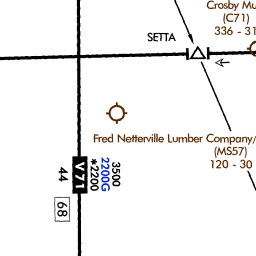 Crosby Mu
(C71)
336 - 31
SETTA
Fred Netterville Lumber Company/
(MS57)
120 - 30
V71
44
3500
2200G
*2200
68